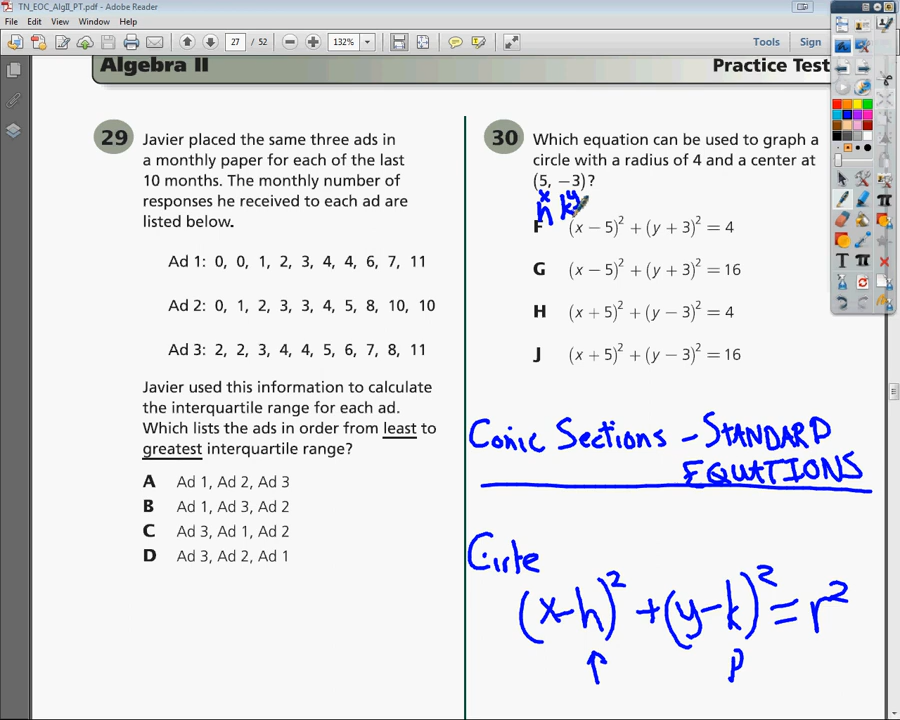 TN_EOC_AlgII_PT.pdf - Adobe Reader
File Edit View Window Help
27 / 52 132% Tools Sign
Algebra II Practice Test
29 Javier placed the same three ads in
a monthly paper for each of the last
10 months. The monthly number of
responses he received to each ad are
listed below.
Ad 1: 0, 0, 1, 2, 3, 4, 4, 6, 7, 11
Ad 2: 0, 1, 2, 3, 3, 4, 5, 8, 10, 10
Ad 3: 2, 2, 3, 4, 4, 5, 6, 7, 8, 11
Javier used this information to calculate
the interquartile range for each ad.
Which lists the ads in order from least to
greatest interquartile range?
A Ad 1, Ad 2, Ad 3
B Ad 1, Ad 3, Ad 2
C Ad 3, Ad 1, Ad 2
D Ad 3, Ad 2, Ad 1
30 Which equation can be used to graph a
circle with a radius of 4 and a center at
(5, −3)?
x y
h k
F (x − 5)² + (y + 3)² = 4
G (x − 5)² + (y + 3)² = 16
H (x + 5)² + (y − 3)² = 4
J (x + 5)² + (y − 3)² = 16
Conic Sections - STANDARD
EQUATIONS
(x-h)² + (y-k)² = r²